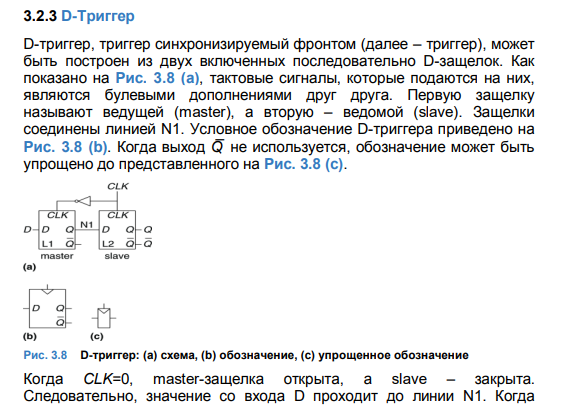 3.2.3 D-Триггер
D-триггер, триггер синхронизируемый фронтом (далее – триггер), может
быть построен из двух включенных последовательно D-защелок. Как
показано на Рис. 3.8 (a), тактовые сигналы, которые подаются на них,
являются булевыми дополнениями друг друга. Первую защелку
называют ведущей (master), а вторую – ведомой (slave). Защелки
соединены линией N1. Условное обозначение D-триггера приведено на
Рис. 3.8 (b). Когда выход Q̅ не используется, обозначение может быть
упрощено до представленного на Рис. 3.8 (c).
CLK
CLK CLK
D D Q N1 D Q Q
L1 Q̅ L2 Q̅ Q̅
master slave
(a)
D Q
Q̅
(b) (c)
Рис. 3.8 D-триггер: (a) схема, (b) обозначение, (c) упрощенное обозначение
Когда CLK=0, master-защелка открыта, а slave – закрыта.
Следовательно, значение со входа D проходит до линии N1. Когда